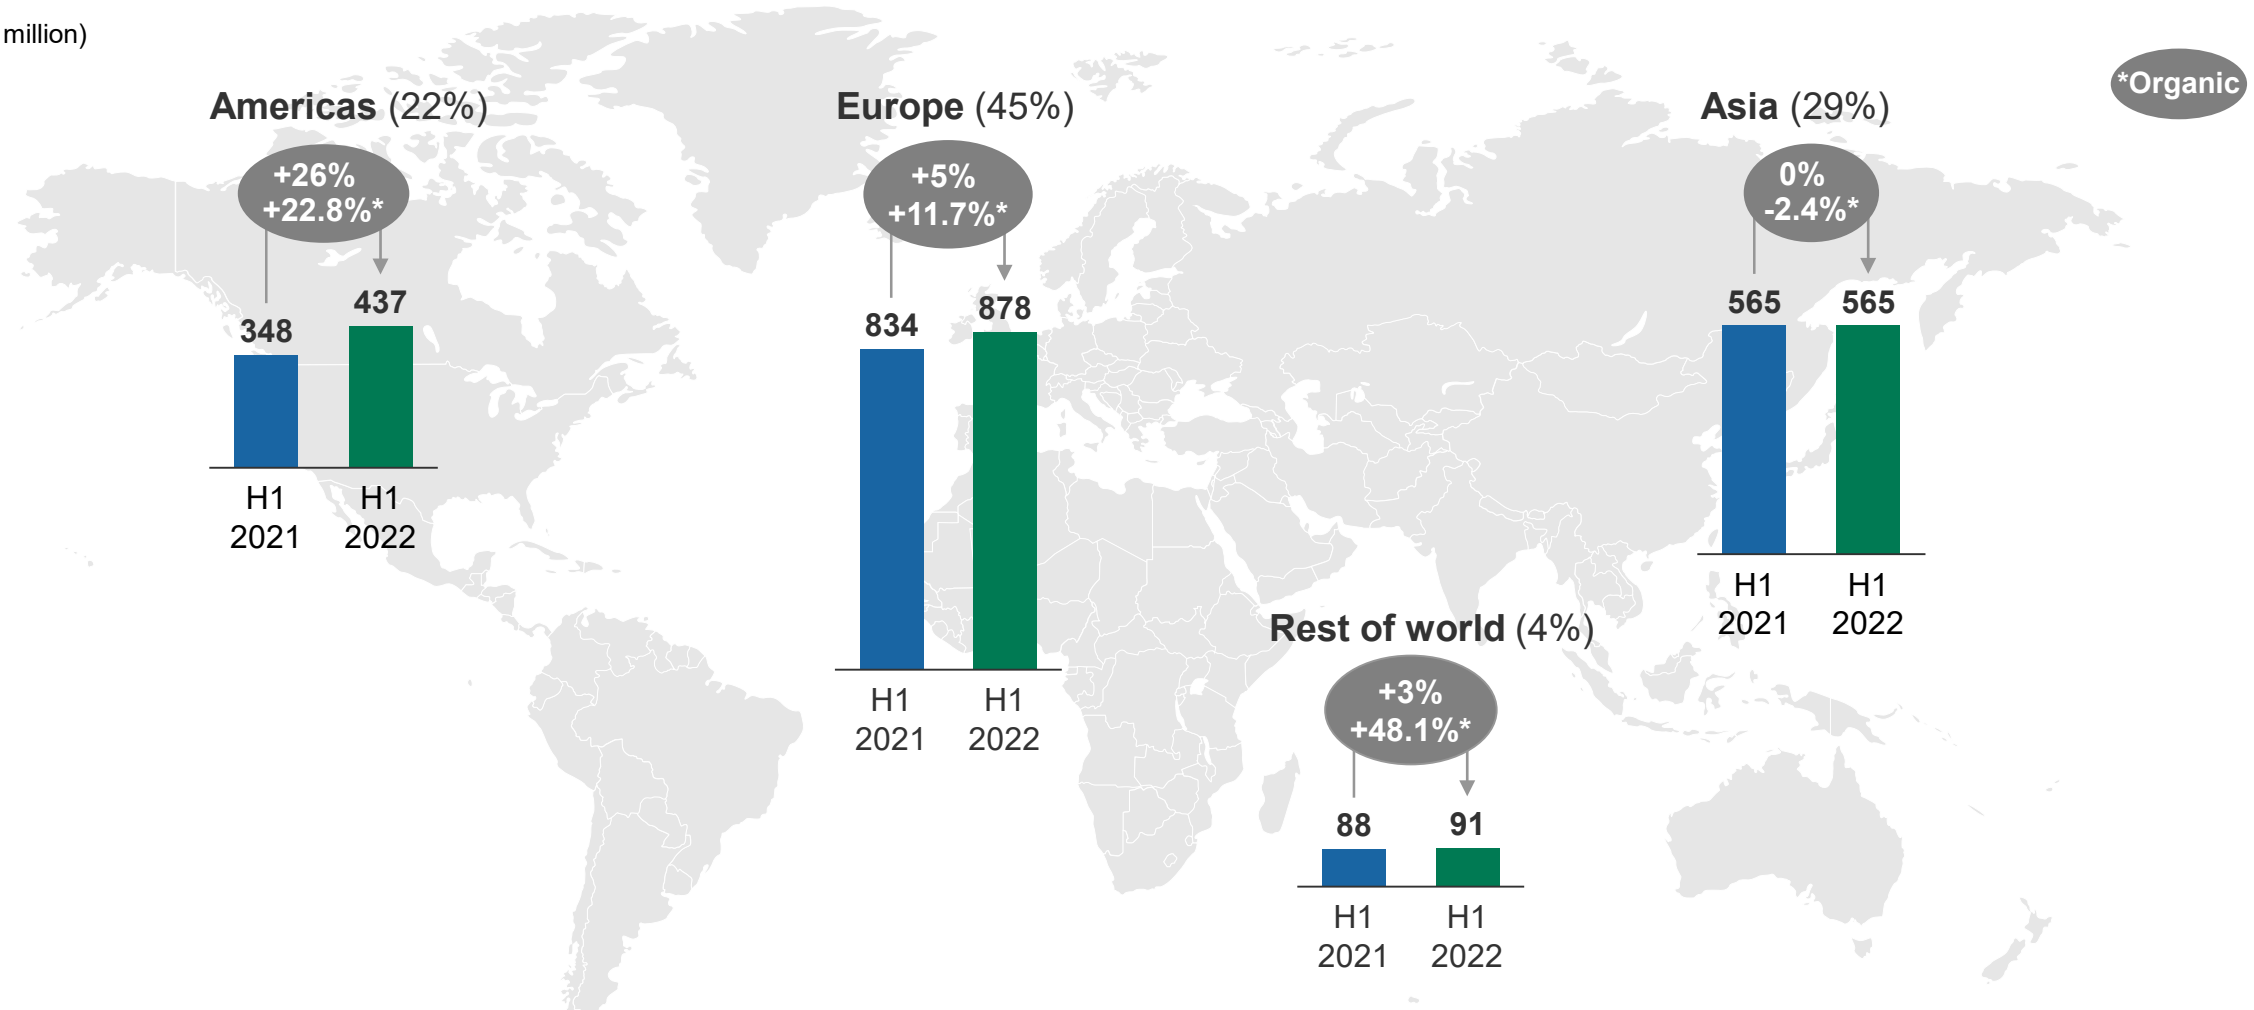 million)
*Organic
Americas (22%)
+26%
+22.8%*
348
437
H1
2021
H1
2022
Europe (45%)
+5%
+11.7%*
834
878
H1
2021
H1
2022
Asia (29%)
0%
-2.4%*
565
565
H1
2021
H1
2022
Rest of world (4%)
+3%
+48.1%*
88
91
H1
2021
H1
2022